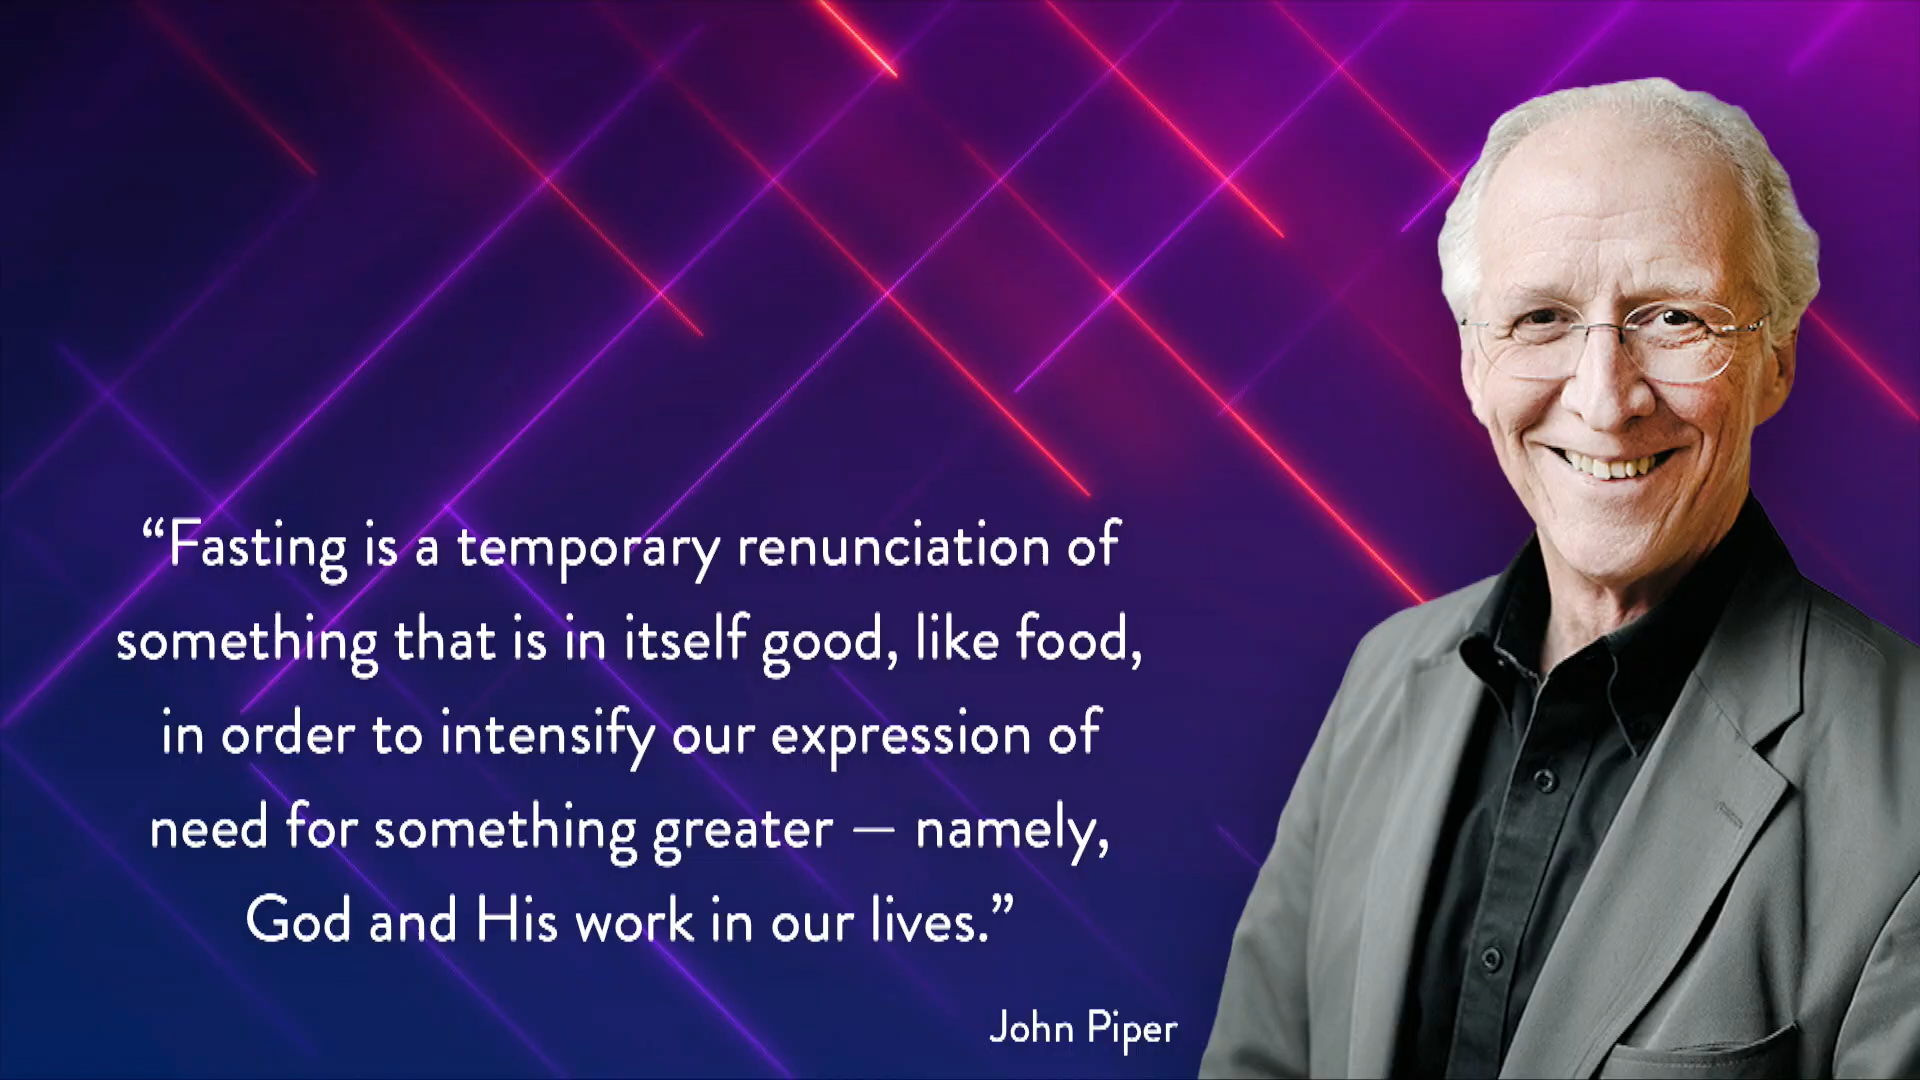 “Fasting is a temporary renunciation of
something that is in itself good, like food,
in order to intensify our expression of
need for something greater — namely,
God and His work in our lives.”
John Piper